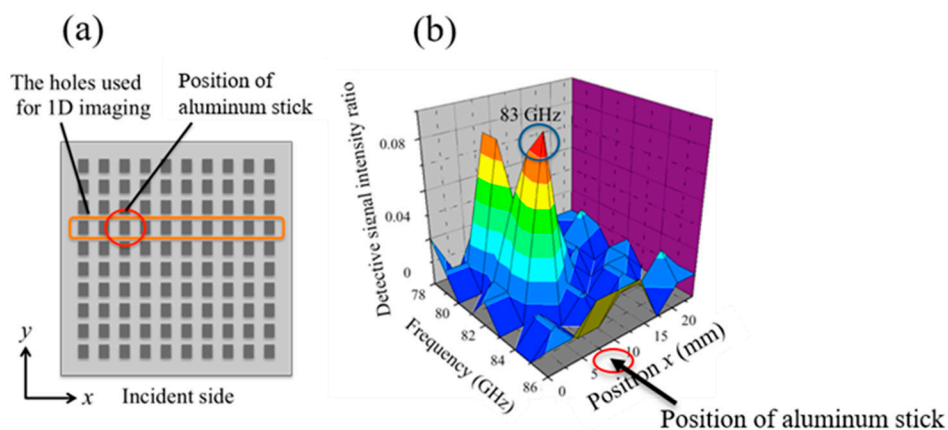 (a)
The holes used
for 1D imaging
Position of
aluminum stick
y
x
Incident side
(b)
Detective signal intensity ratio
0.08
0.04
0
83 GHz
78
80
82
84
86
Frequency (GHz)
0
5
10
15
20
Position x (mm)
Position of aluminum stick